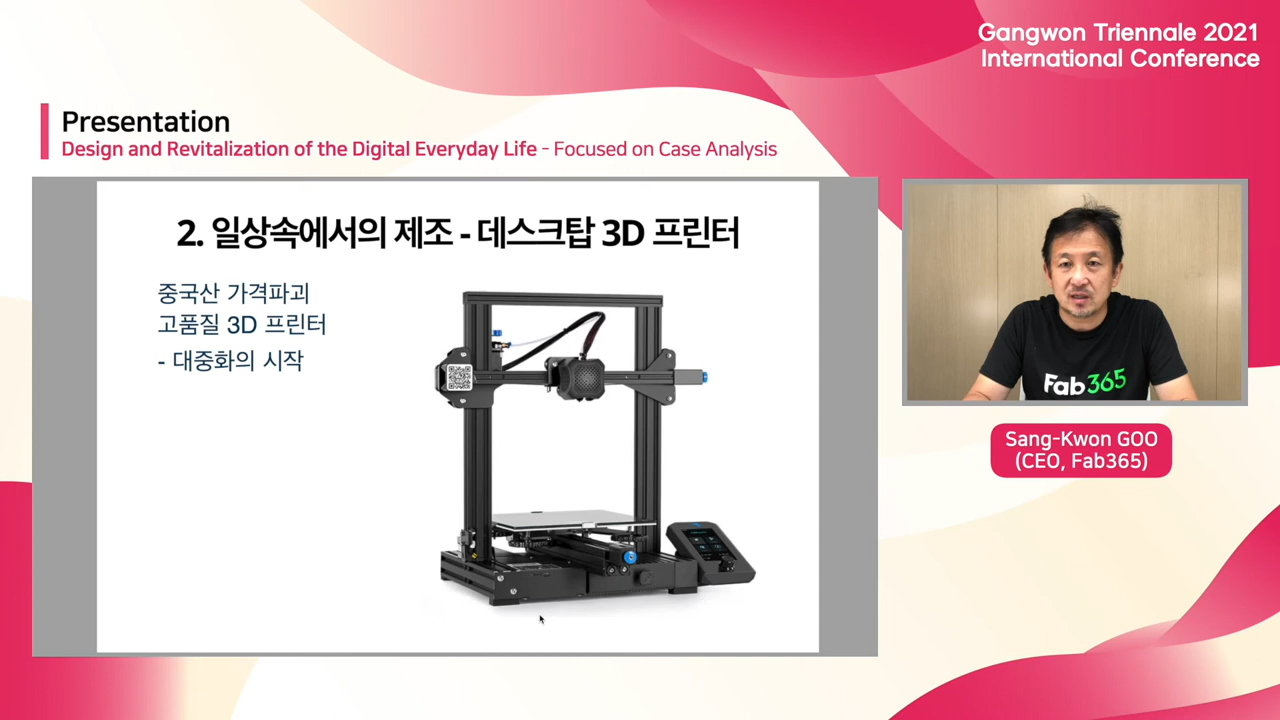 Gangwon Triennale 2021
International Conference
Presentation
Design and Revitalization of the Digital Everyday Life - Focused on Case Analysis
2. 일상속에서의 제조 - 데스크탑 3D 프린터
중국산 가격파괴
고품질 3D 프린터
- 대중화의 시작
Fab365
Sang-Kwon GOO
(CEO, Fab365)